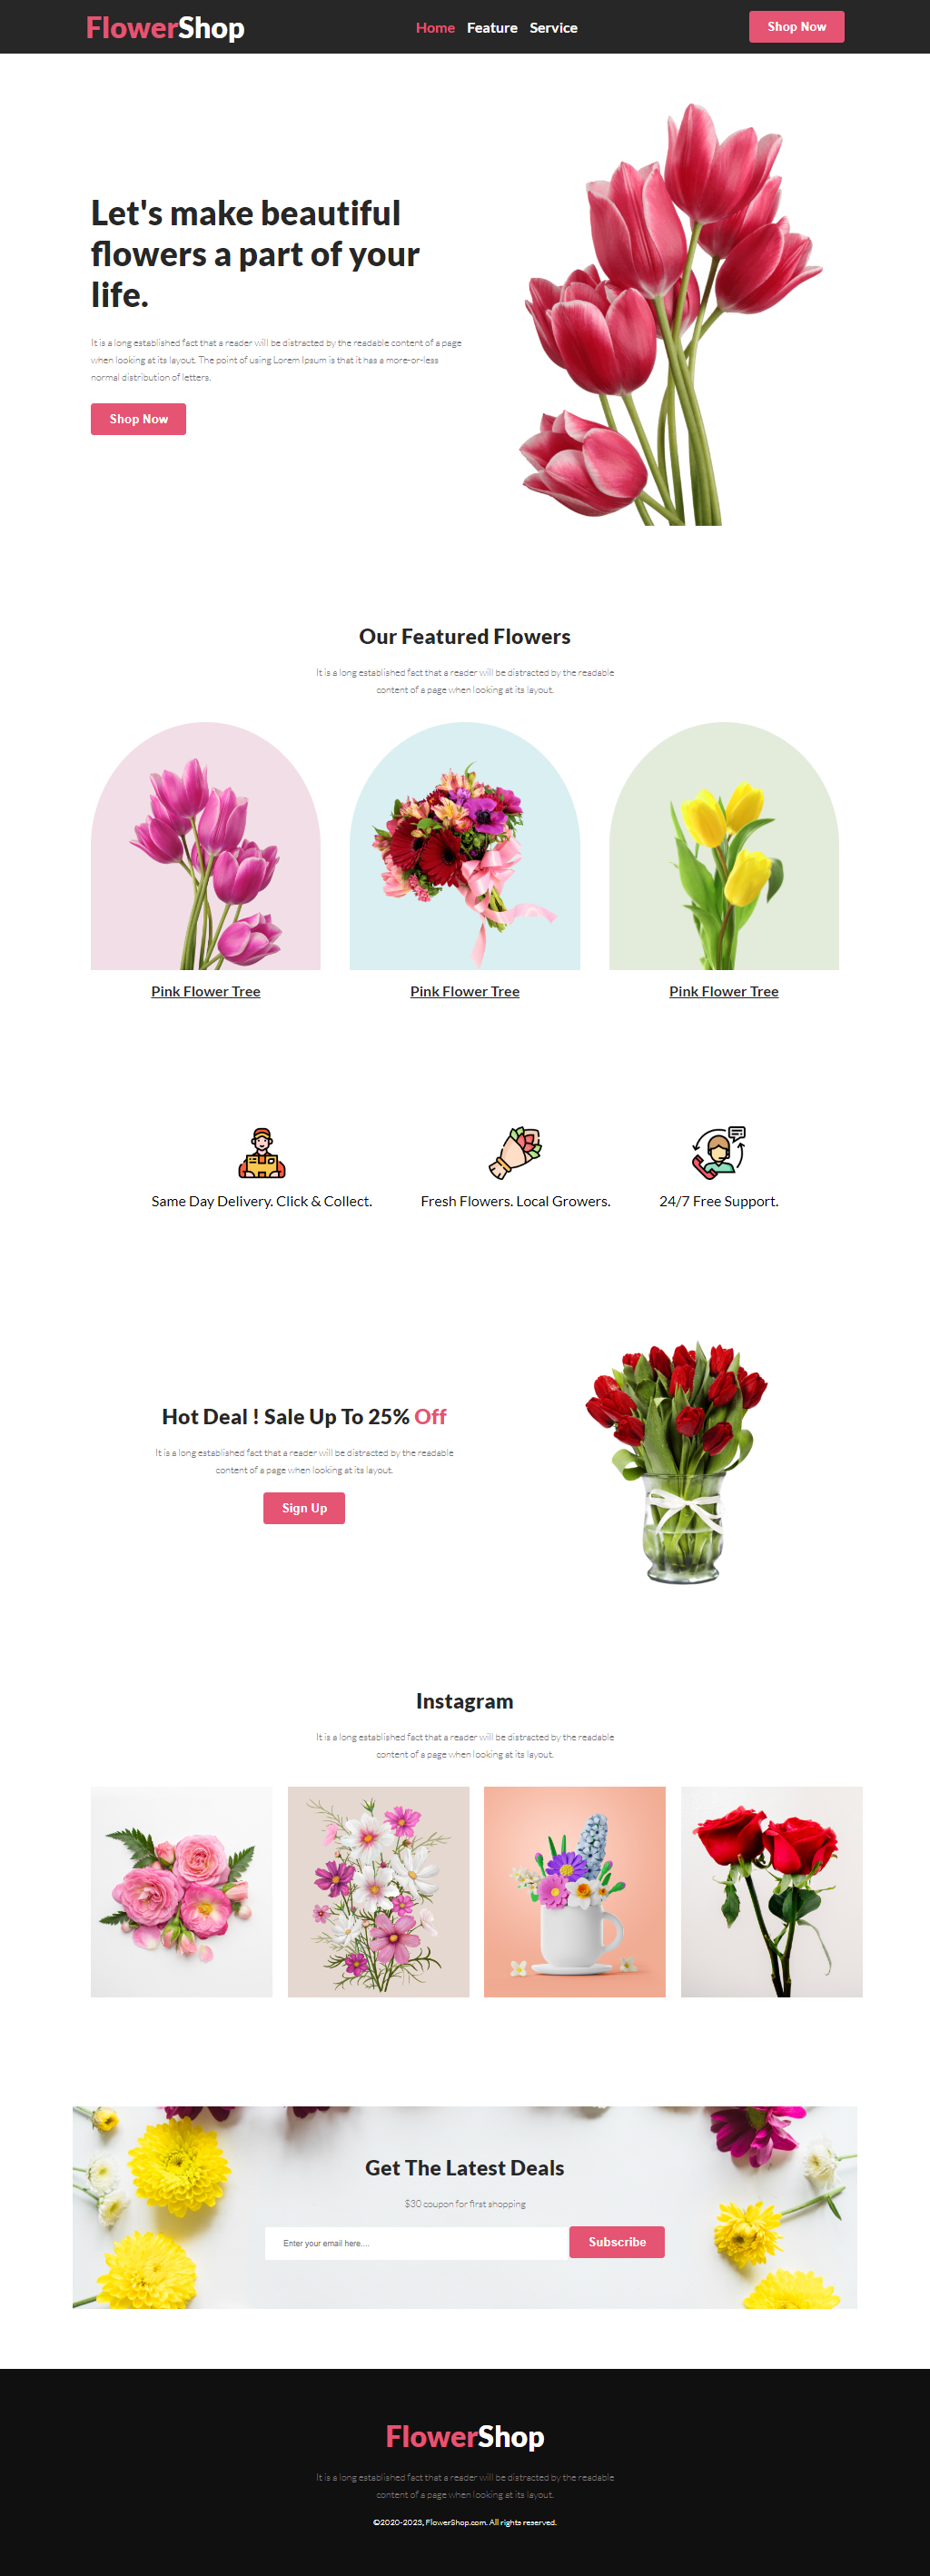 FlowerShop
Home Feature Service
Shop Now
Let's make beautiful
flowers a part of your
life.
It is a long established fact that a reader will be distracted by the readable content of a page
when looking at its layout. The point of using Lorem Ipsum is that it has a more-or-less
normal distribution of letters.
Shop Now
Our Featured Flowers
It is a long established fact that a reader will be distracted by the readable
content of a page when looking at its layout.
Pink Flower Tree
Pink Flower Tree
Pink Flower Tree
Same Day Delivery. Click & Collect.
Fresh Flowers. Local Growers.
24/7 Free Support.
Hot Deal ! Sale Up To 25% Off
It is a long established fact that a reader will be distracted by the readable
content of a page when looking at its layout.
Sign Up
Instagram
It is a long established fact that a reader will be distracted by the readable
content of a page when looking at its layout.
Get The Latest Deals
$30 coupon for first shopping
Enter your email here....
Subscribe
FlowerShop
It is a long established fact that a reader will be distracted by the readable
content of a page when looking at its layout.
©2020-2023, FlowerShop.com. All rights reserved.